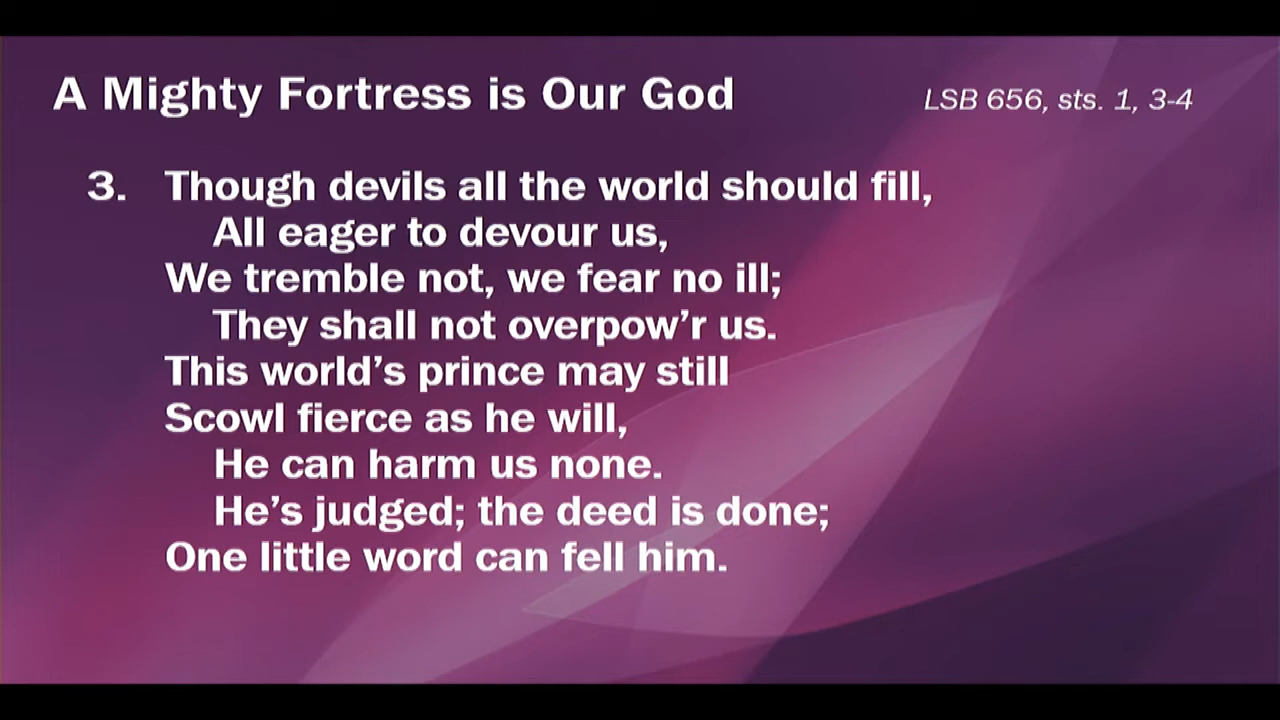 A Mighty Fortress is Our God
LSB 656, sts. 1, 3-4
3. Though devils all the world should fill,
All eager to devour us,
We tremble not, we fear no ill;
They shall not overpow’r us.
This world’s prince may still
Scowl fierce as he will,
He can harm us none.
He’s judged; the deed is done;
One little word can fell him.